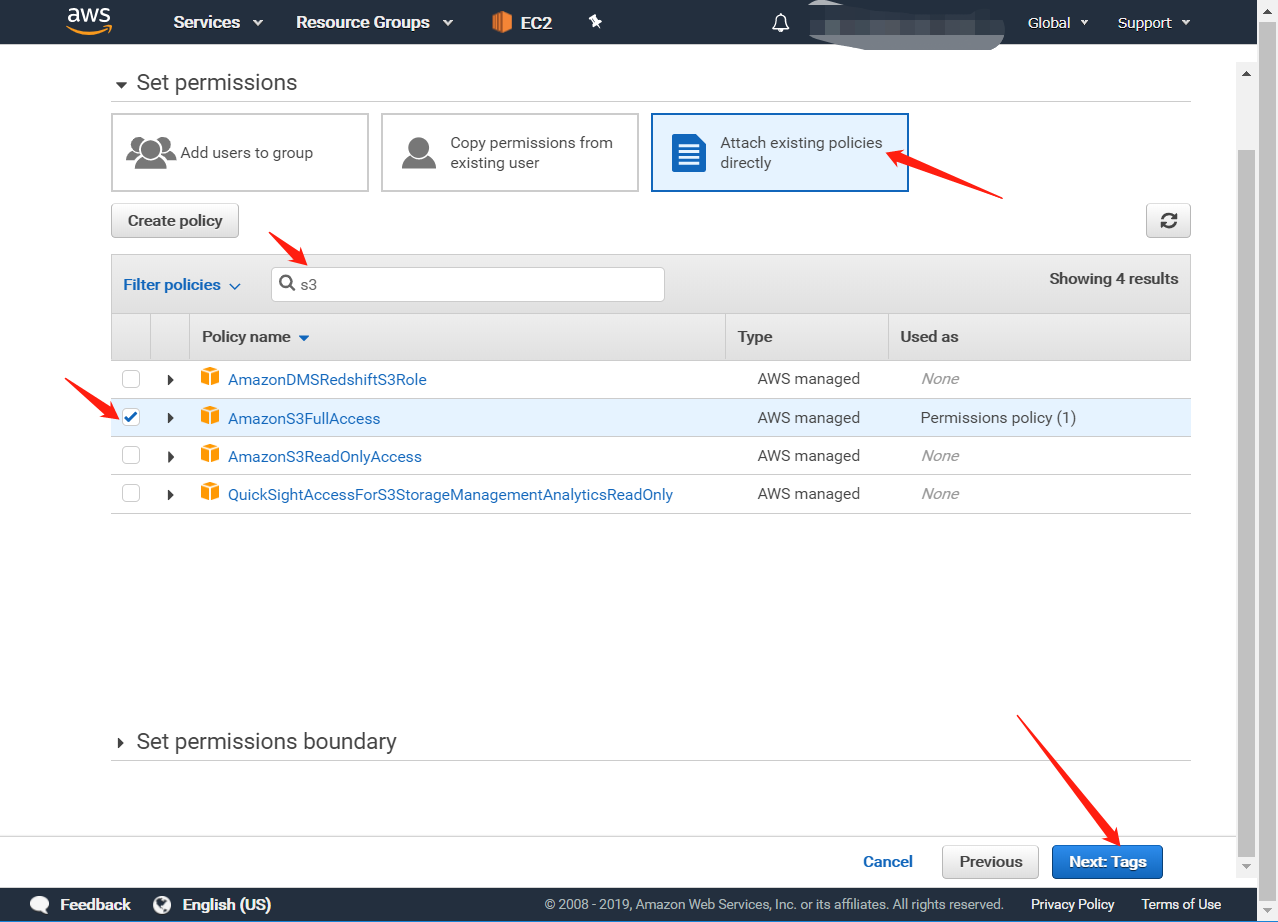 aws Services Resource Groups EC2 Global Support
Set permissions
Add users to group
Copy permissions from
existing user
Attach existing policies
directly
Create policy
Filter policies s3 Showing 4 results
Policy name Type Used as
AmazonDMSRedshiftS3Role AWS managed None
AmazonS3FullAccess AWS managed Permissions policy (1)
AmazonS3ReadOnlyAccess AWS managed None
QuickSightAccessForS3StorageManagementAnalyticsReadOnly AWS managed None
Set permissions boundary
Cancel Previous Next: Tags
Feedback English (US) © 2008 - 2019, Amazon Web Services, Inc. or its affiliates. All rights reserved. Privacy Policy Terms of Use